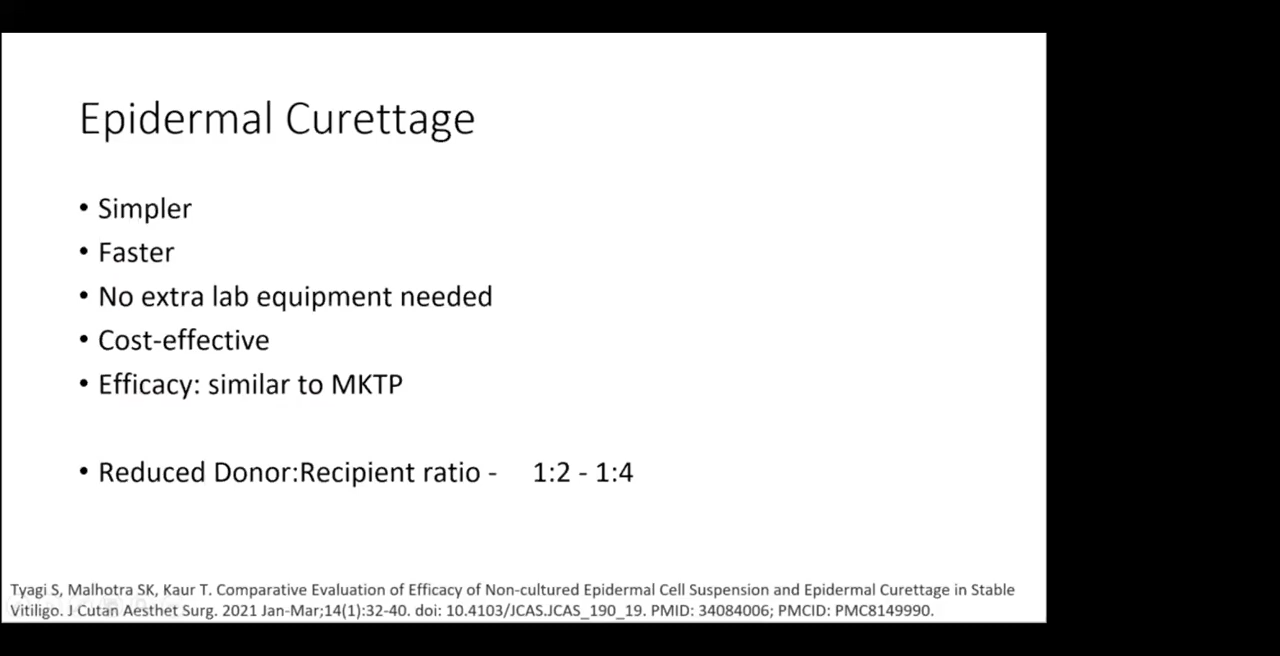 Epidermal Curettage
• Simpler
• Faster
• No extra lab equipment needed
• Cost-effective
• Efficacy: similar to MKTP
• Reduced Donor:Recipient ratio - 1:2 - 1:4
Tyagi S, Malhotra SK, Kaur T. Comparative Evaluation of Efficacy of Non-cultured Epidermal Cell Suspension and Epidermal Curettage in Stable
Vitiligo. J Cutan Aesthet Surg. 2021 Jan-Mar;14(1):32-40. doi: 10.4103/JCAS.JCAS_190_19. PMID: 34084006; PMCID: PMC8149990.